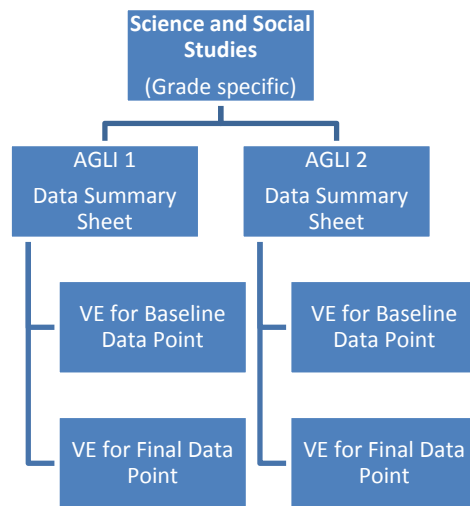 Science and Social
Studies
(Grade specific)
AGLI 1
Data Summary
Sheet
AGLI 2
Data Summary
Sheet
VE for Baseline
Data Point
VE for Baseline
Data Point
VE for Final Data
Point
VE for Final Data
Point